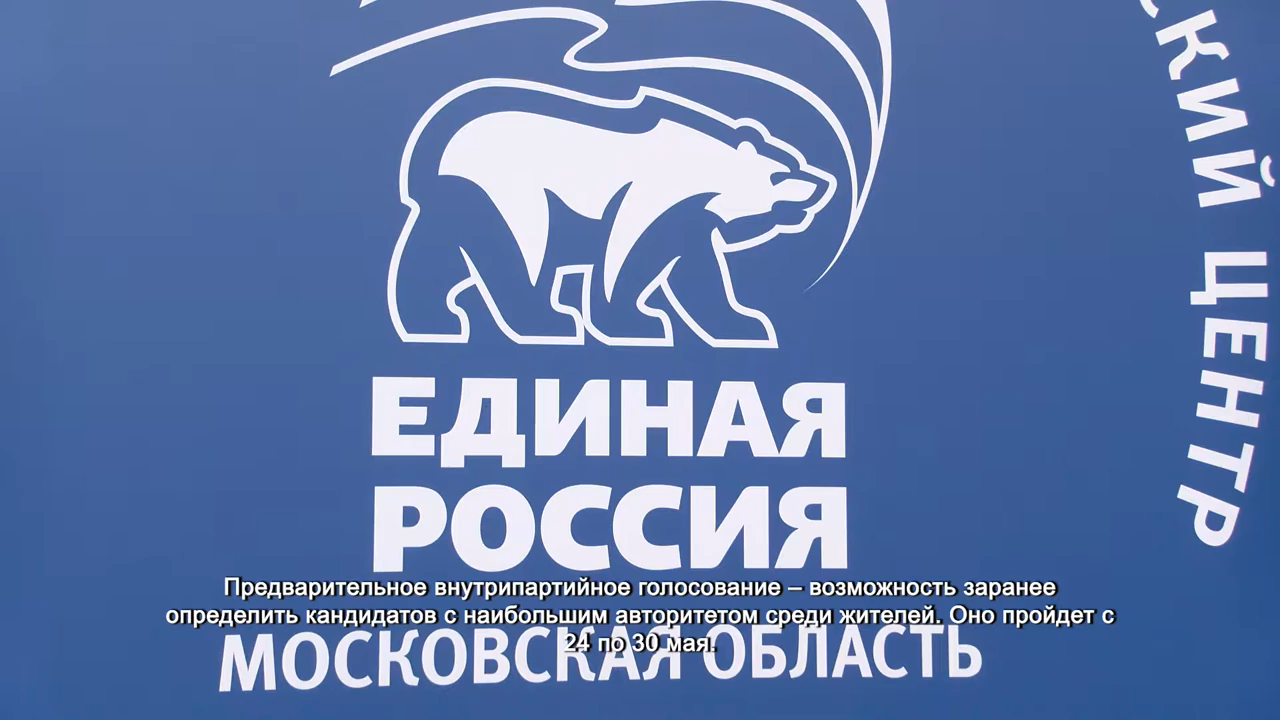 ЕДИНАЯ
РОССИЯ
МОСКОВСКАЯ ОБЛАСТЬ
ЦЕНТР
Предварительное внутрипартийное голосование – возможность заранее
определить кандидатов с наибольшим авторитетом среди жителей. Оно пройдет с
24 по 30 мая.